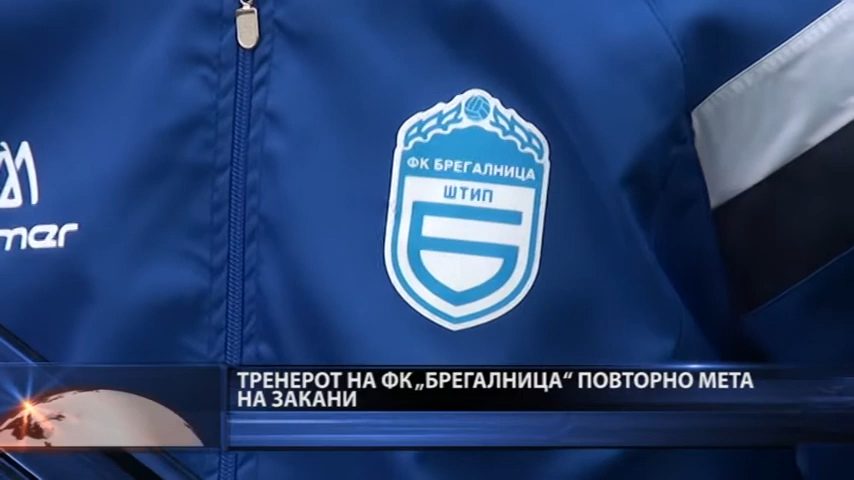 ФК БРЕГАЛНИЦА
ШТИП
mer
ТРЕНЕРОТ НА ФК„БРЕГАЛНИЦА“ ПОВТОРНО МЕТА
НА ЗАКАНИ